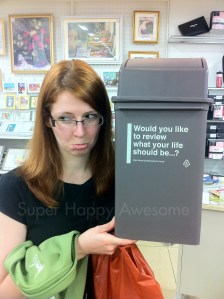 Would you like
to review
what your life
should be...?
Super Happy Awesome